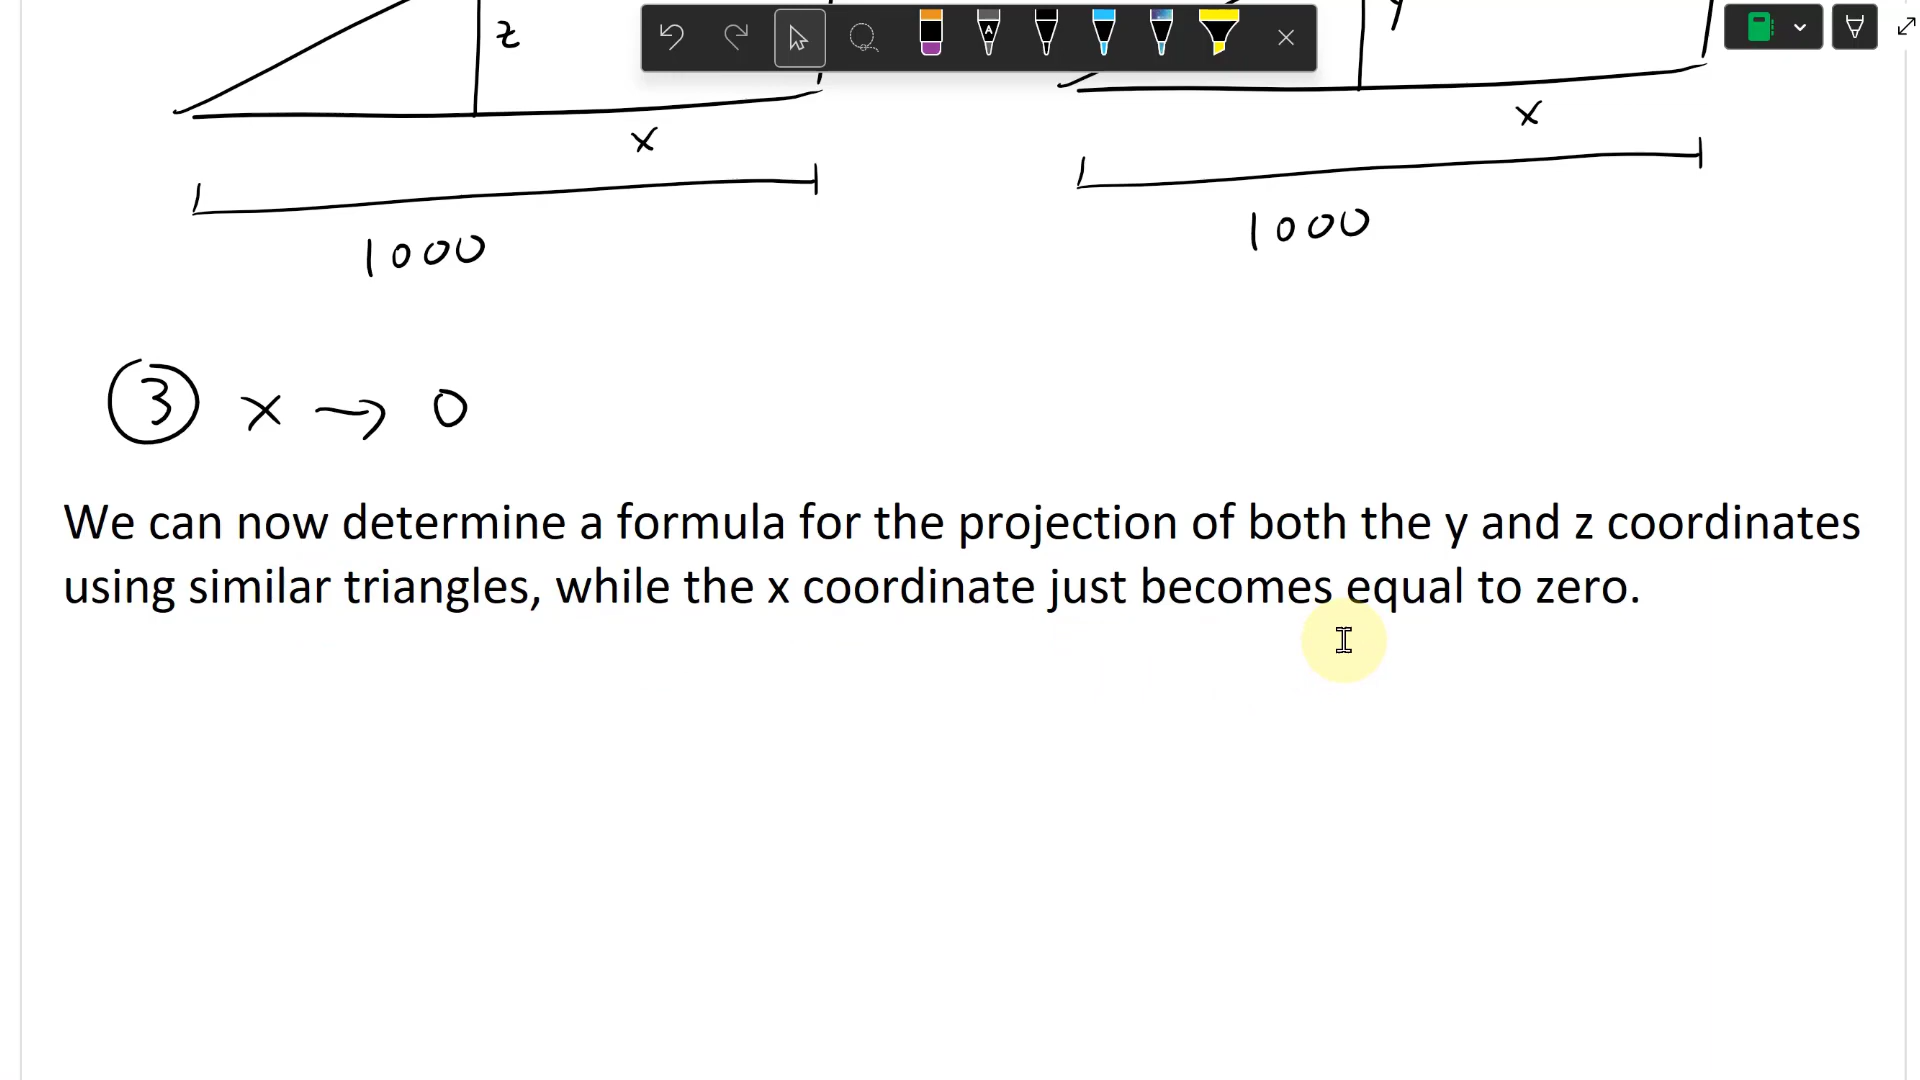 z
y
x
x
1000
1000
③ x → 0
We can now determine a formula for the projection of both the y and z coordinates
using similar triangles, while the x coordinate just becomes equal to zero.